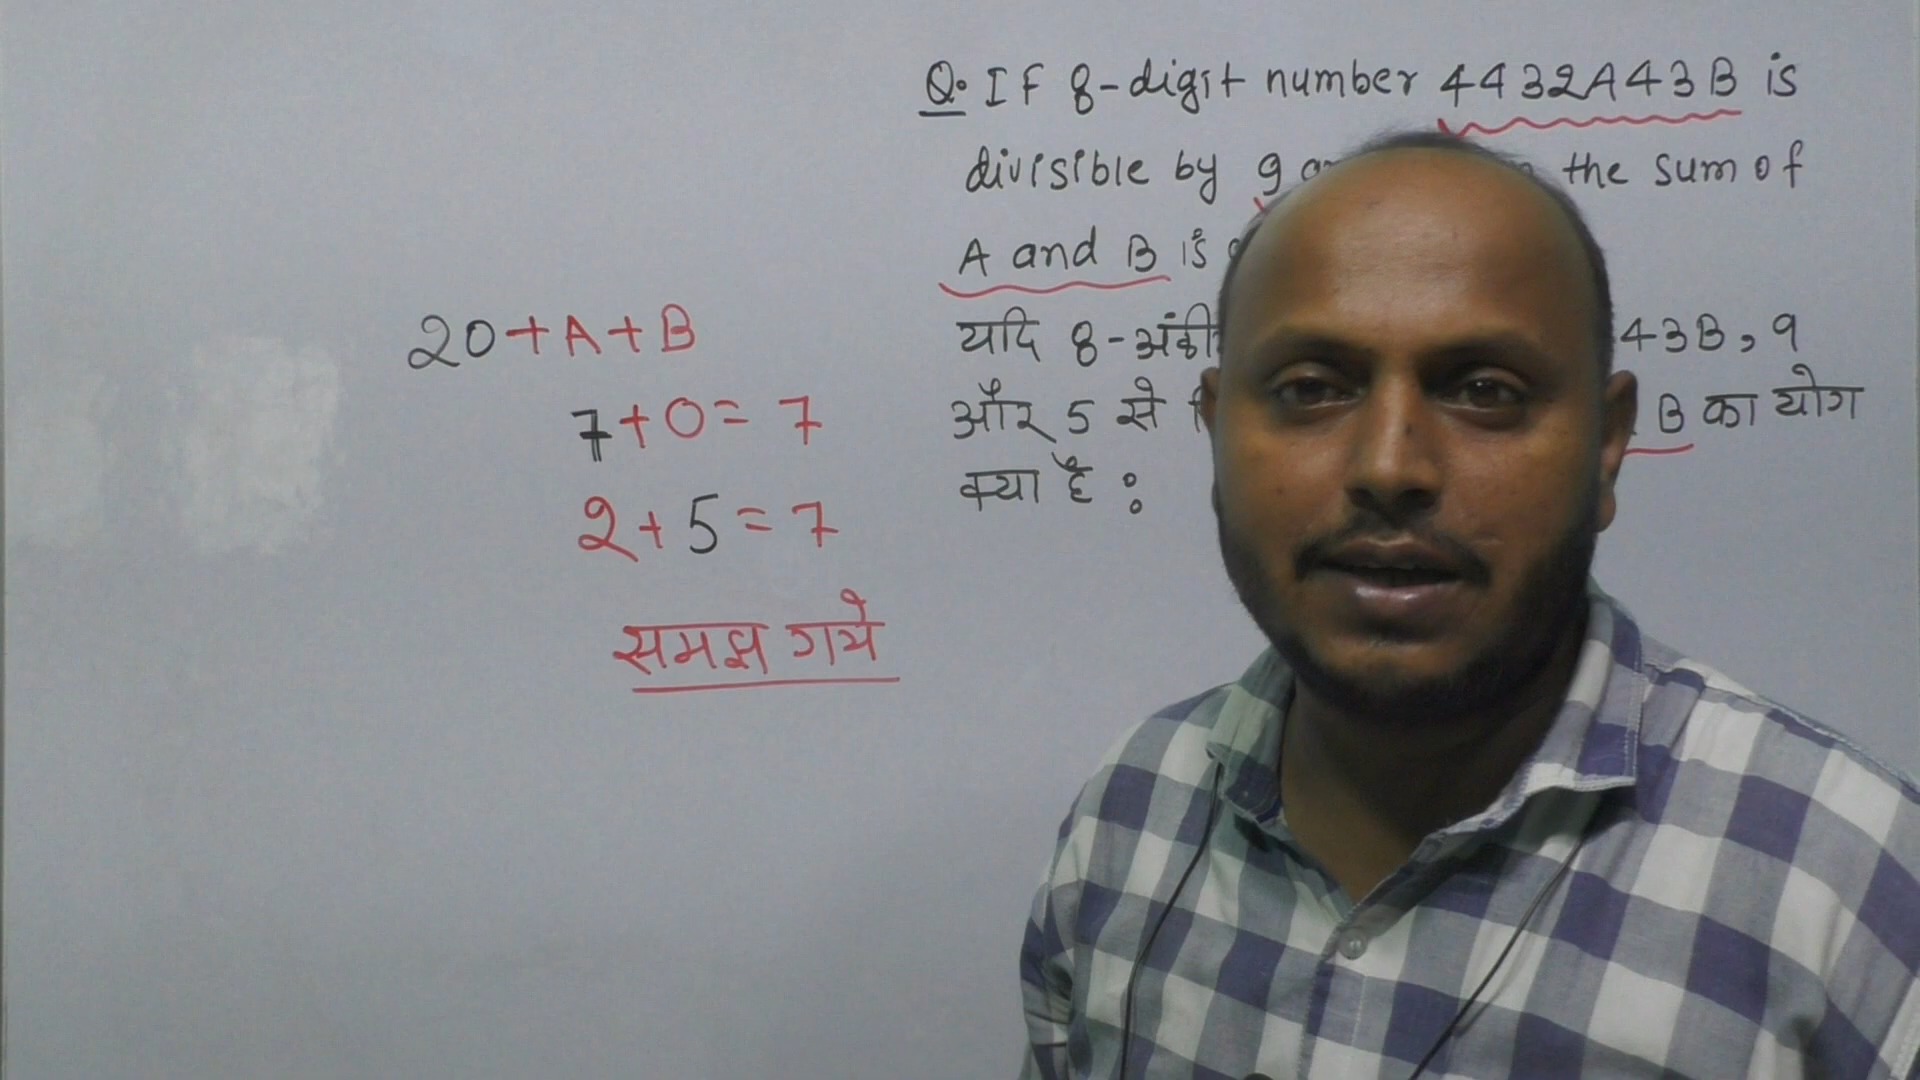 Q. IF 8-digit number 4432A43B is
divisible by 9 the sum of
A and B is
यदि 8-अंकी 43B, 9
और 5 से B का योग
क्या है :
20+A+B
7+0=7
2+5=7
समझ गये